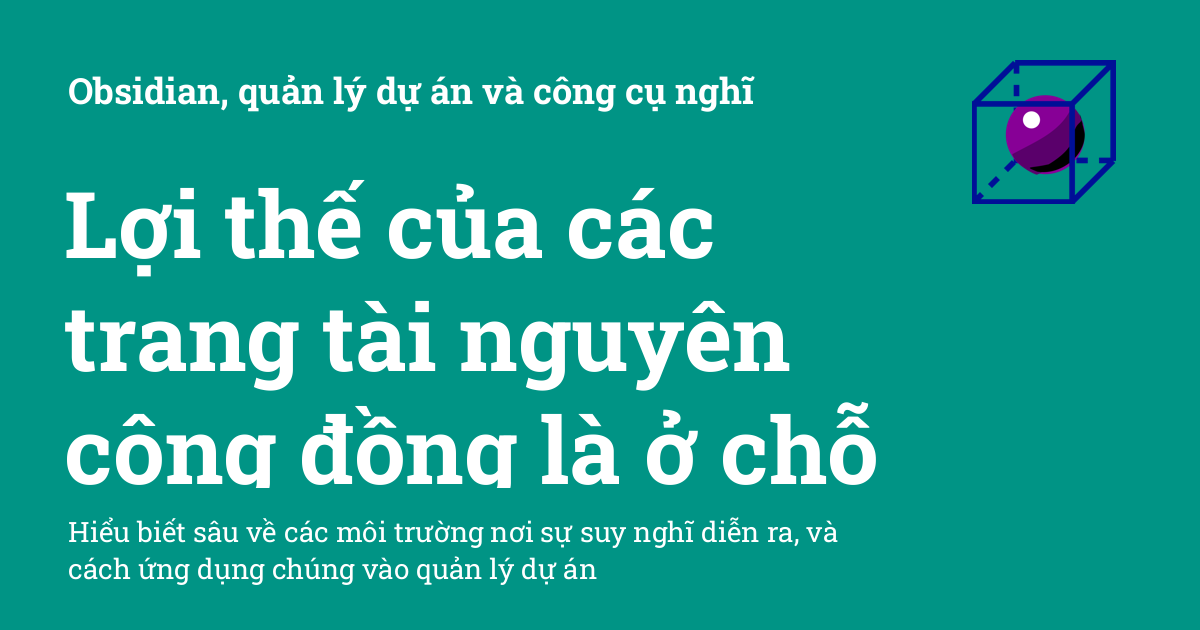 Obsidian, quản lý dự án và công cụ nghĩ
Lợi thế của các
trang tài nguyên
công đồng là ở chỗ
Hiểu biết sâu về các môi trường nơi sự suy nghĩ diễn ra, và
cách ứng dụng chúng vào quản lý dự án